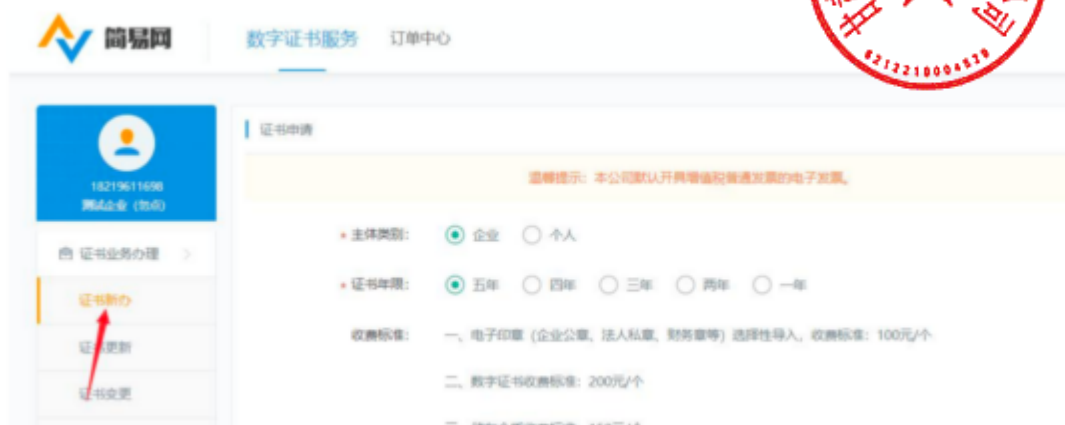 简易网
数字证书服务 订单中心
6212210004529
证书申请
温馨提示：本公司默认开具增值税普通发票的电子发票。
18219611698
测试企业（勿点）
* 主体类别： 企业 个人
证书业务办理 >
* 证书年限： 五年 四年 三年 两年 一年
证书新办
收费标准： 一、电子印章（企业公章、法人私章、财务章等）选择性导入，收费标准：100元/个
证书更新
二、数字证书收费标准：200元/个
证书变更